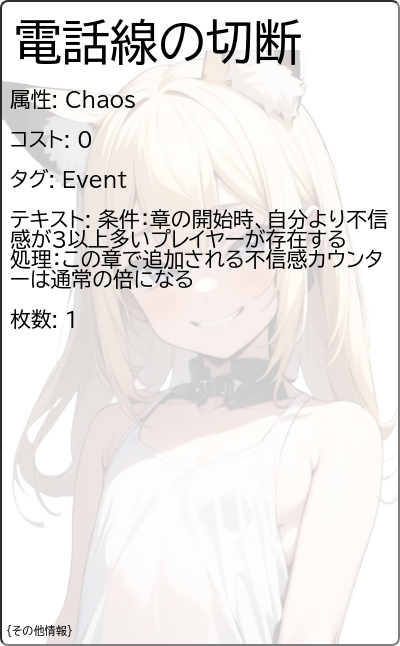 電話線の切断
属性: Chaos
コスト: 0
タグ: Event
テキスト: 条件：章の開始時、自分より不信
感が3以上多いプレイヤーが存在する
処理：この章で追加される不信感カウンタ
ーは通常の倍になる
枚数: 1
{その他情報}